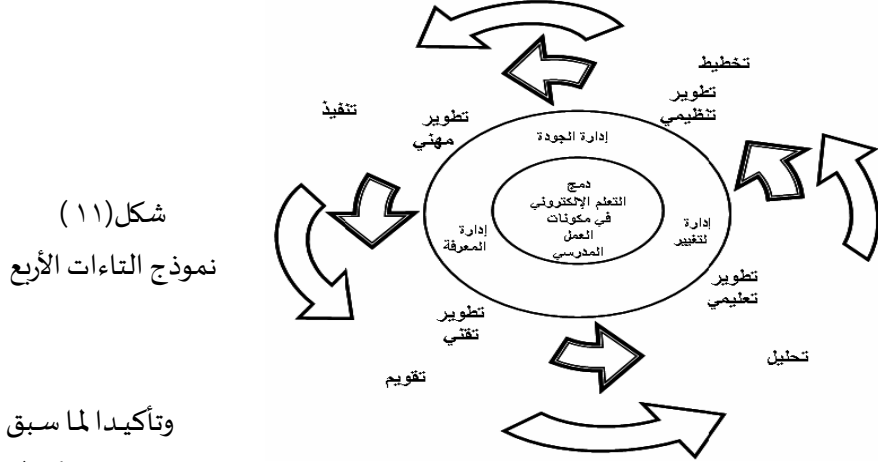 تخطيط
تطوير
تنظيمي
تنفيذ
تطوير
مهني
إدارة الجودة
دمج
التعلم الإلكتروني
في مكونات
العمل
المدرسي
إدارة
المعرفة
إدارة
لتغيير
تطوير
تعليمي
تطوير
تقني
تحليل
تقويم
شكل(١١)
نموذج التاءات الأربع
وتأكيدا لما سبق